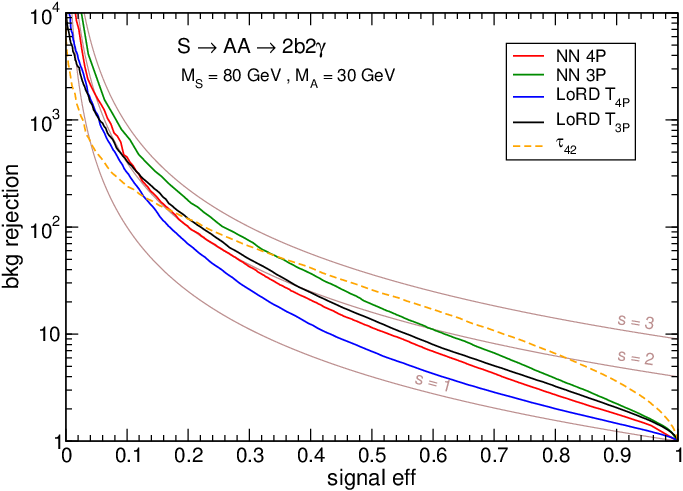 S → AA → 2b2γ
M_S = 80 GeV , M_A = 30 GeV
NN 4P
NN 3P
LoRD T_4P
LoRD T_3P
τ_42
s = 3
s = 2
s = 1
bkg rejection
10^4
10^3
10^2
10
1
0 0.1 0.2 0.3 0.4 0.5 0.6 0.7 0.8 0.9 1
signal eff